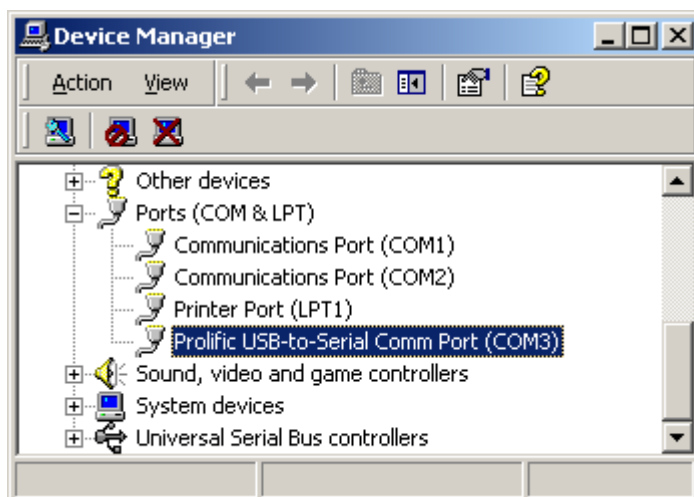 Device Manager
Action View
Other devices
Ports (COM & LPT)
Communications Port (COM1)
Communications Port (COM2)
Printer Port (LPT1)
Prolific USB-to-Serial Comm Port (COM3)
Sound, video and game controllers
System devices
Universal Serial Bus controllers